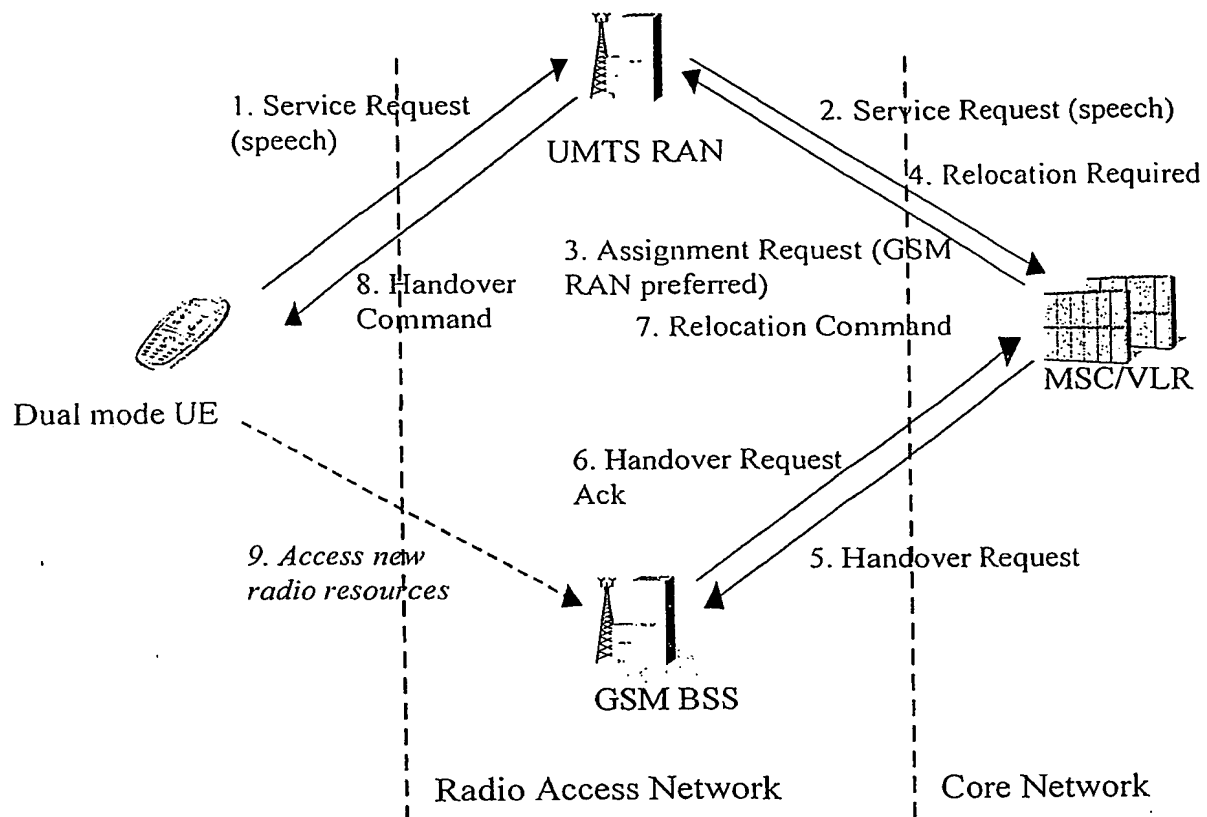 1. Service Request
(speech)
UMTS RAN
2. Service Request (speech)
4. Relocation Required
3. Assignment Request (GSM
RAN preferred)
8. Handover
Command
7. Relocation Command
MSC/VLR
Dual mode UE
6. Handover Request
Ack
9. Access new
radio resources
5. Handover Request
GSM BSS
Radio Access Network
Core Network